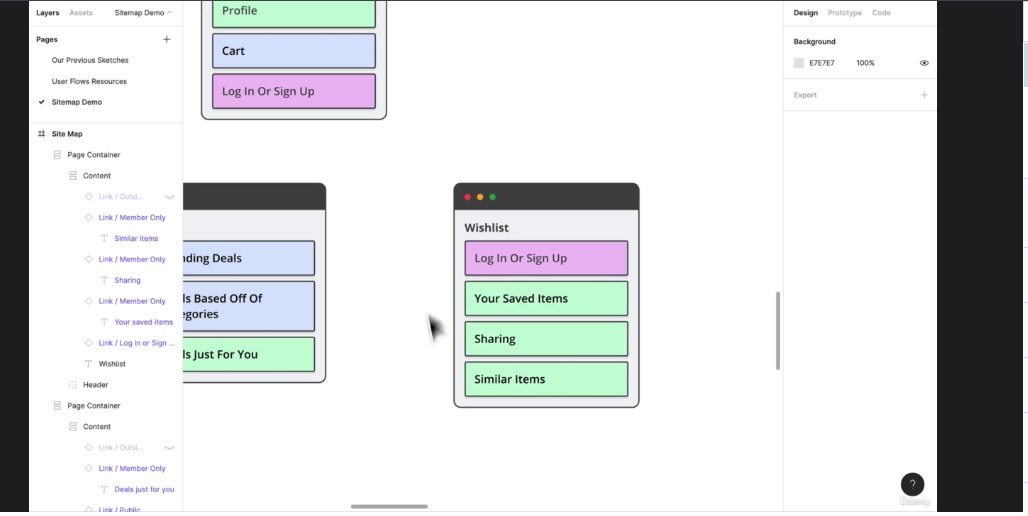 Layers Assets Sitemap Demo
Pages
Our Previous Sketches
User Flows Resources
Sitemap Demo
Site Map
Page Container
Content
Link / Outsi...
Link / Member Only
Similar items
Link / Member Only
Sharing
Link / Member Only
Your saved items
Link / Log in or Sign ...
Wishlist
Header
Page Container
Content
Link / Outsi...
Link / Member Only
Deals just for you
Link / Public
Profile
Cart
Log In Or Sign Up
nding Deals
ls Based Off Of
egories
ls Just For You
Wishlist
Log In Or Sign Up
Your Saved Items
Sharing
Similar Items
Design Prototype Code
Background
E7E7E7 100%
Export
?
Udemy